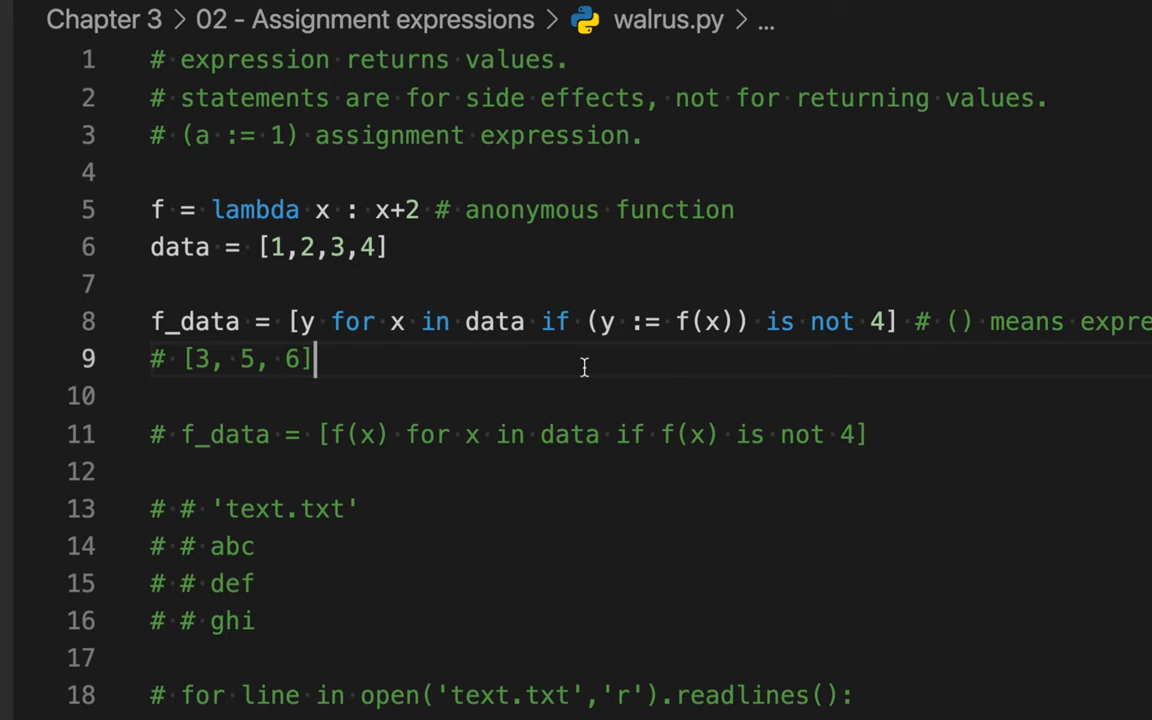 Chapter 3 > 02 - Assignment expressions > walrus.py > ...
1 # expression returns values.
2 # statements are for side effects, not for returning values.
3 # (a := 1) assignment expression.
4
5 f = lambda x : x+2 # anonymous function
6 data = [1,2,3,4]
7
8 f_data = [y for x in data if (y := f(x)) is not 4] # () means expre
9 # [3, 5, 6]
10
11 # f_data = [f(x) for x in data if f(x) is not 4]
12
13 # # 'text.txt'
14 # # abc
15 # # def
16 # # ghi
17
18 # for line in open('text.txt','r').readlines():